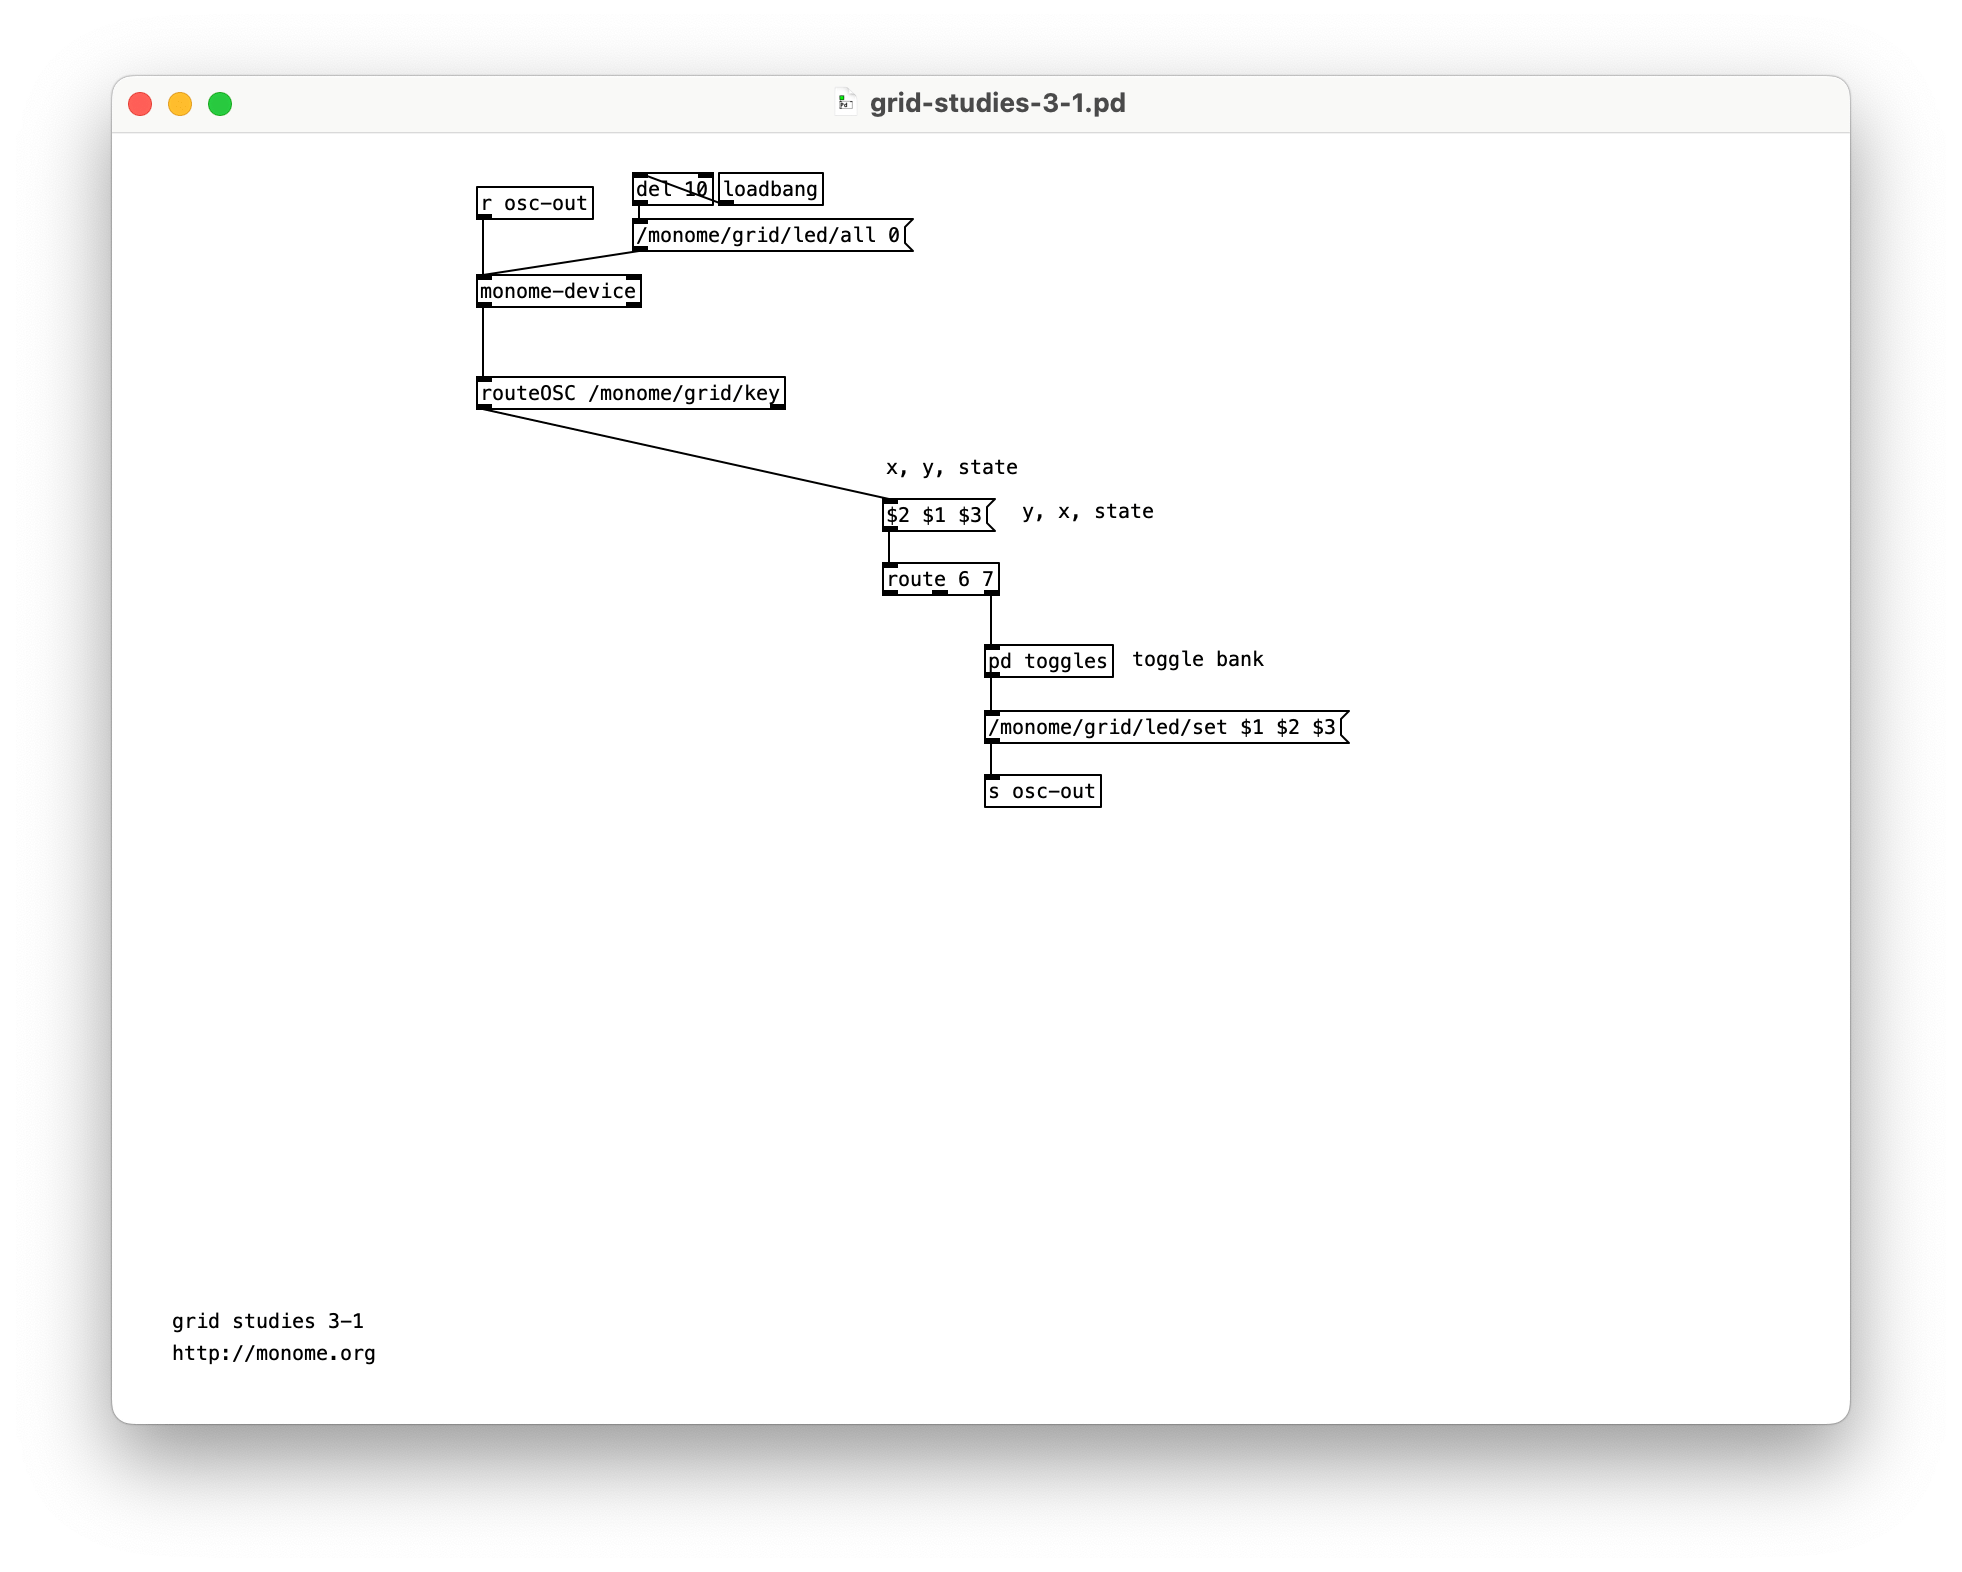 grid-studies-3-1.pd
del 10
loadbang
r osc-out
/monome/grid/led/all 0
monome-device
routeOSC /monome/grid/key
x, y, state
$2 $1 $3
y, x, state
route 6 7
pd toggles
toggle bank
/monome/grid/led/set $1 $2 $3
s osc-out
grid studies 3-1
http://monome.org